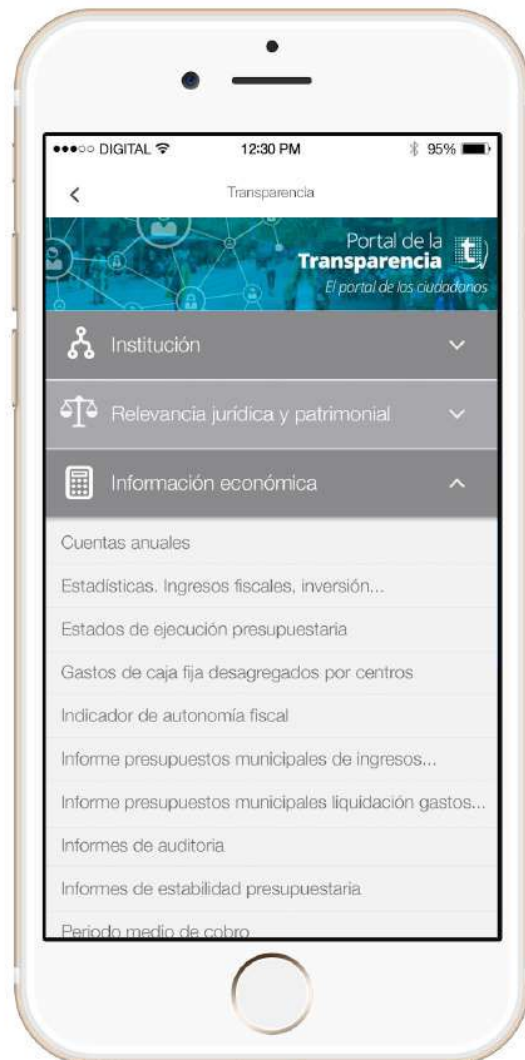 DIGITAL 12:30 PM 95%
Transparencia
Portal de la
Transparencia
t
El portal de los ciudadanos
Institución
Relevancia jurídica y patrimonial
Información económica
Cuentas anuales
Estadísticas. Ingresos fiscales, inversión...
Estados de ejecución presupuestaria
Gastos de caja fija desagregados por centros
Indicador de autonomía fiscal
Informe presupuestos municipales de ingresos...
Informe presupuestos municipales liquidación gastos...
Informes de auditoria
Informes de estabilidad presupuestaria
Periodo medio de cobro